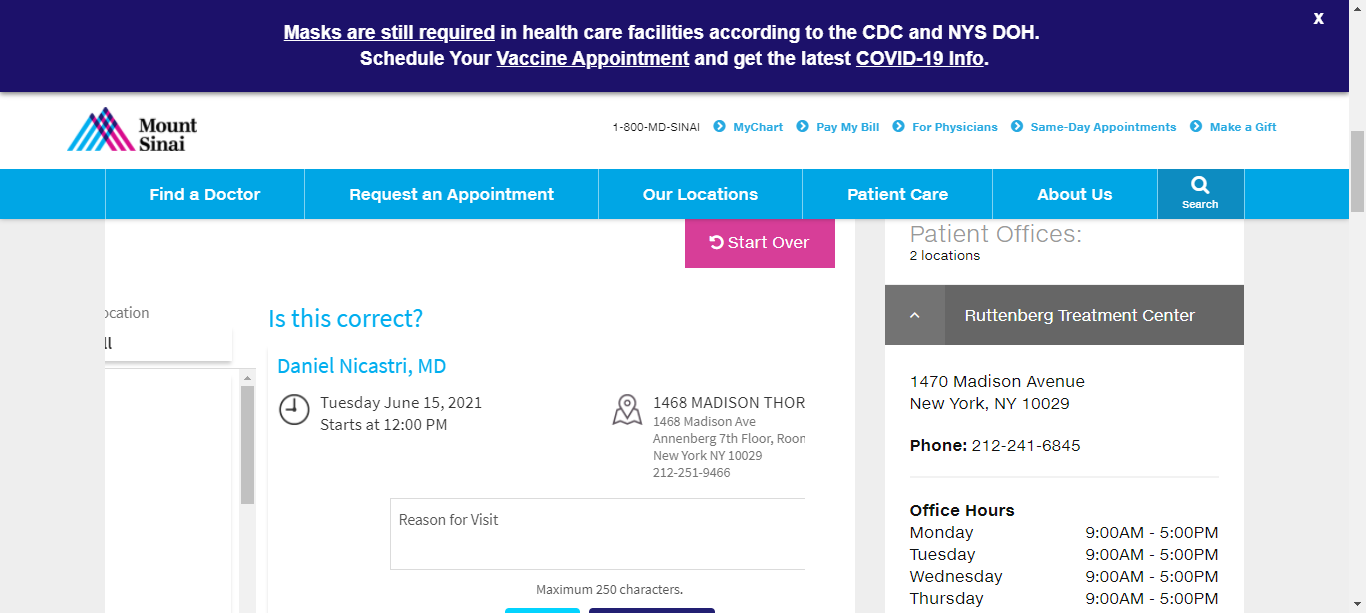 Masks are still required in health care facilities according to the CDC and NYS DOH.
Schedule Your Vaccine Appointment and get the latest COVID-19 Info.
X
Mount
Sinai
1-800-MD-SINAI MyChart Pay My Bill For Physicians Same-Day Appointments Make a Gift
Find a Doctor Request an Appointment Our Locations Patient Care About Us Search
Start Over
ocation
ll
Is this correct?
Daniel Nicastri, MD
Tuesday June 15, 2021
Starts at 12:00 PM
1468 MADISON THOR
1468 Madison Ave
Annenberg 7th Floor, Roon
New York NY 10029
212-251-9466
Reason for Visit
Maximum 250 characters.
Patient Offices:
2 locations
Ruttenberg Treatment Center
1470 Madison Avenue
New York, NY 10029
Phone: 212-241-6845
Office Hours
Monday 9:00AM - 5:00PM
Tuesday 9:00AM - 5:00PM
Wednesday 9:00AM - 5:00PM
Thursday 9:00AM - 5:00PM